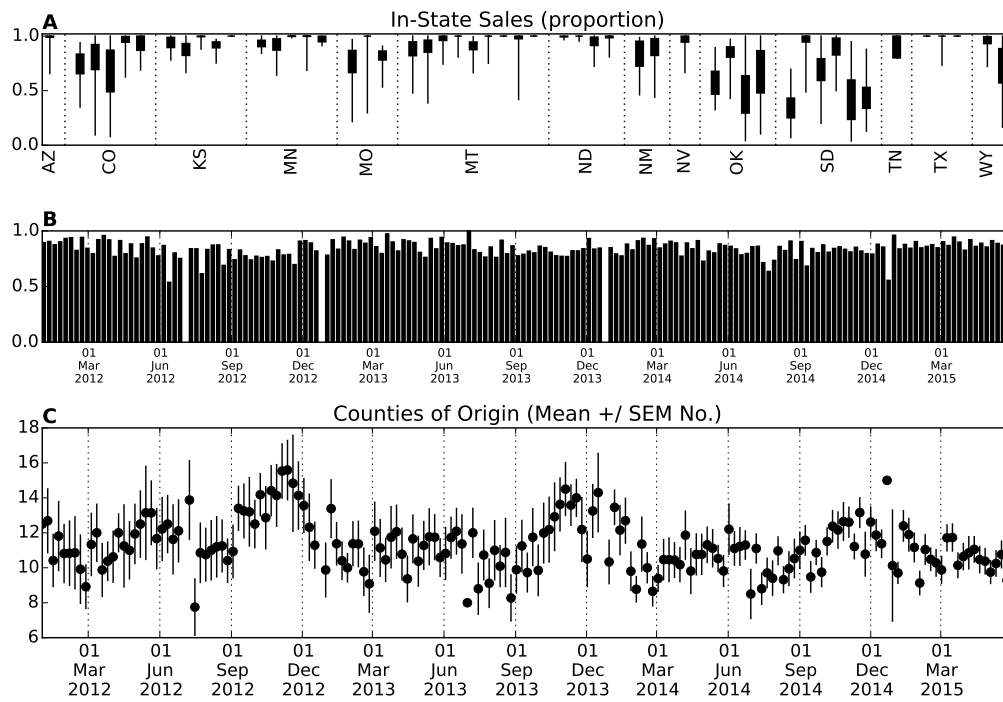 A In-State Sales (proportion)
1.0
0.5
0.0
AZ CO KS MN MO MT ND NM NV OK SD TN TX WY
B
1.0
0.5
0.0
01 01 01 01 01 01 01 01 01 01 01 01 01
Mar Jun Sep Dec Mar Jun Sep Dec Mar Jun Sep Dec Mar
2012 2012 2012 2012 2013 2013 2013 2013 2014 2014 2014 2014 2015
C Counties of Origin (Mean +/ SEM No.)
18
16
14
12
10
8
6
01 01 01 01 01 01 01 01 01 01 01 01 01
Mar Jun Sep Dec Mar Jun Sep Dec Mar Jun Sep Dec Mar
2012 2012 2012 2012 2013 2013 2013 2013 2014 2014 2014 2014 2015